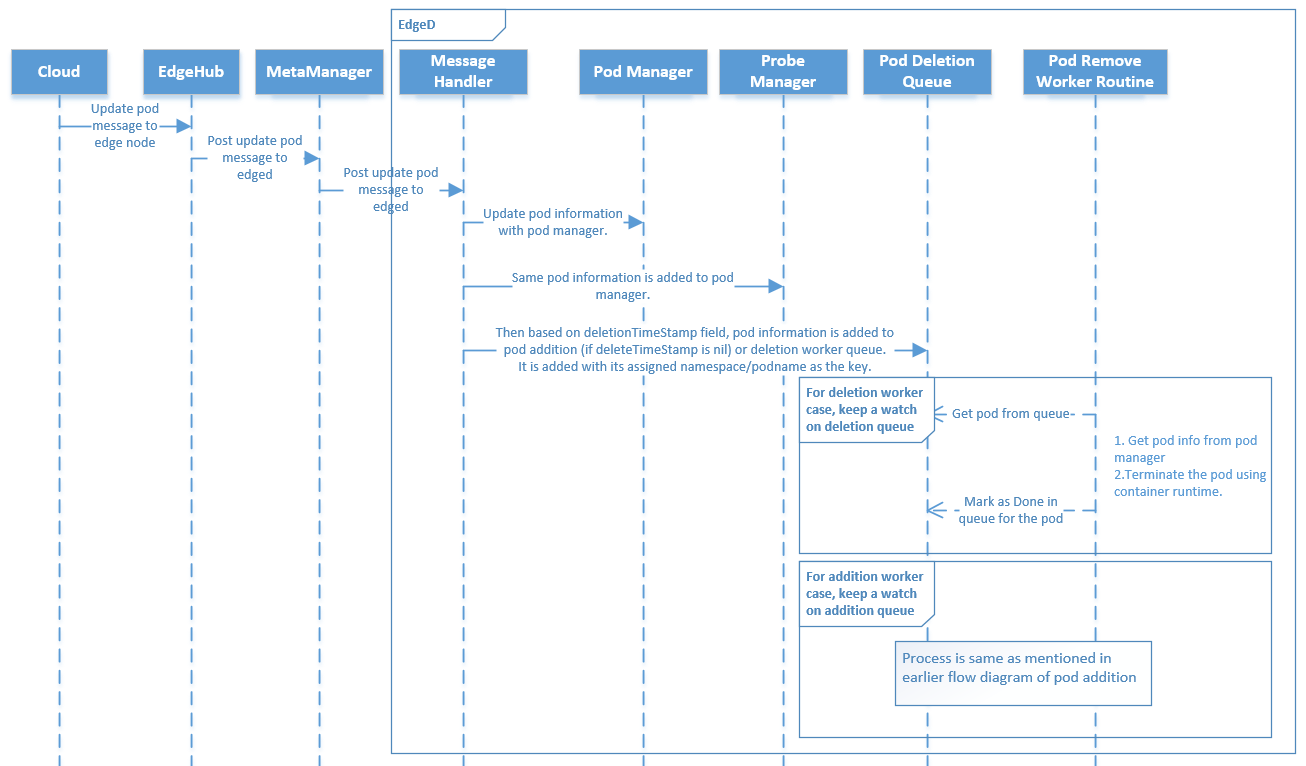 EdgeD
Cloud
EdgeHub
MetaManager
Message
Handler
Pod Manager
Probe
Manager
Pod Deletion
Queue
Pod Remove
Worker Routine
Update pod
message to
edge node
Post update pod
message to
edged
Post update pod
message to
edged
Update pod information
with pod manager.
Same pod information is added to pod
manager.
Then based on deletionTimeStamp field, pod information is added to
pod addition (if deleteTimeStamp is nil) or deletion worker queue.
It is added with its assigned namespace/podname as the key.
For deletion worker
case, keep a watch
on deletion queue
Get pod from queue
1. Get pod info from pod
manager
2.Terminate the pod using
container runtime.
Mark as Done in
queue for the pod
For addition worker
case, keep a watch
on addition queue
Process is same as mentioned in
earlier flow diagram of pod addition